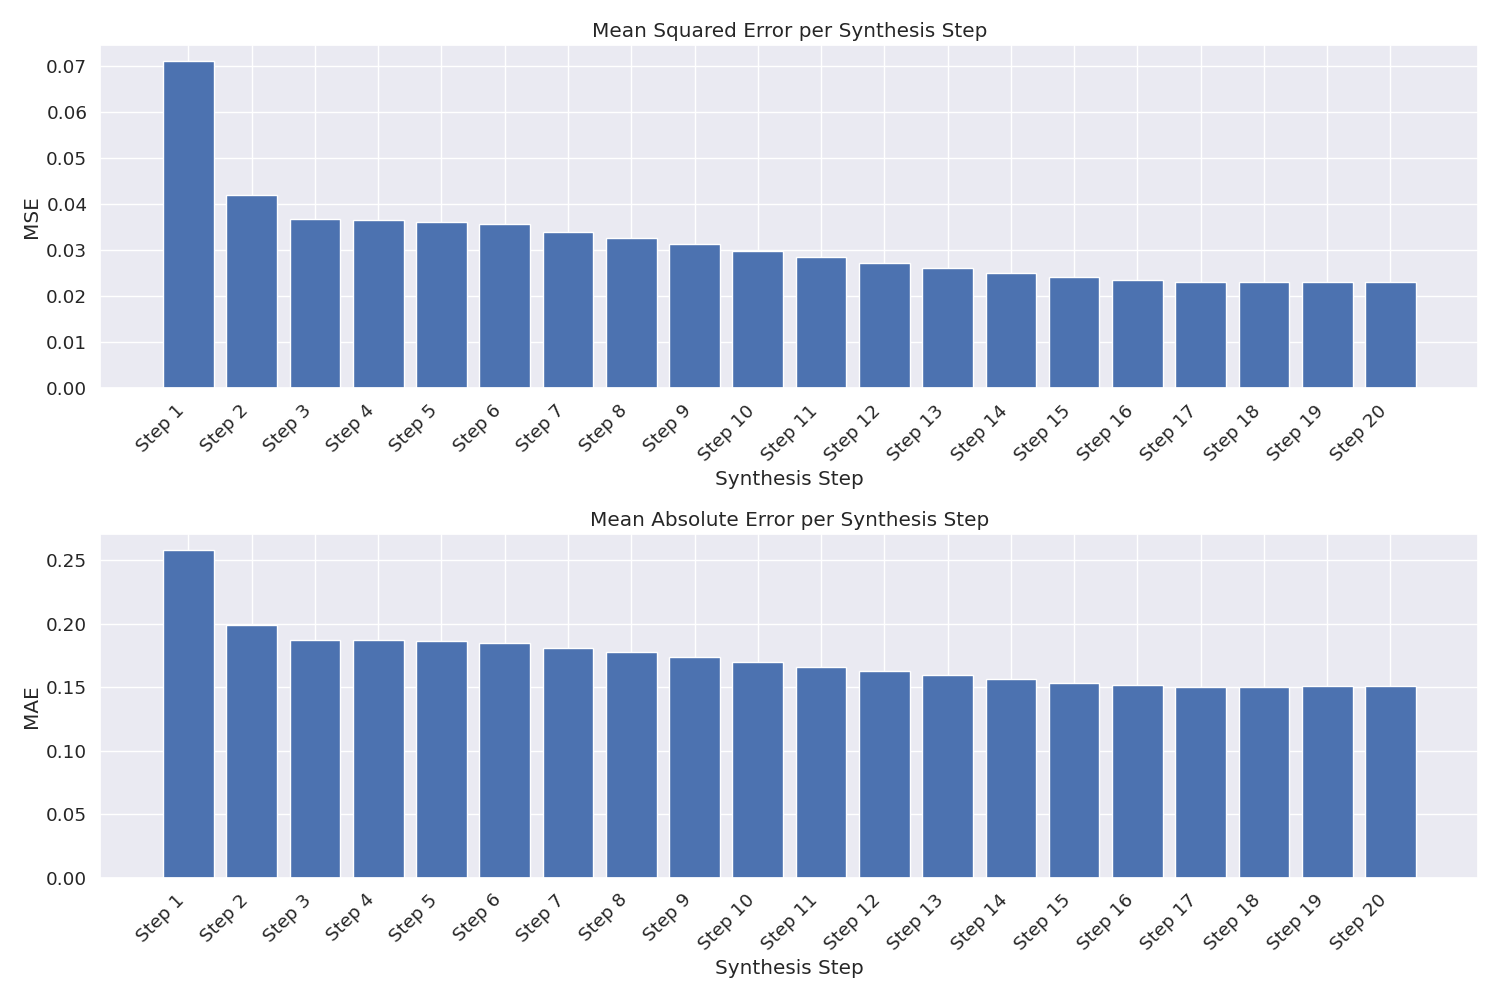 Mean Squared Error per Synthesis Step
0.07
0.06
0.05
0.04
0.03
0.02
0.01
0.00
MSE
Step 1 Step 2 Step 3 Step 4 Step 5 Step 6 Step 7 Step 8 Step 9 Step 10 Step 11 Step 12 Step 13 Step 14 Step 15 Step 16 Step 17 Step 18 Step 19 Step 20
Synthesis Step
Mean Absolute Error per Synthesis Step
0.25
0.20
0.15
0.10
0.05
0.00
MAE
Step 1 Step 2 Step 3 Step 4 Step 5 Step 6 Step 7 Step 8 Step 9 Step 10 Step 11 Step 12 Step 13 Step 14 Step 15 Step 16 Step 17 Step 18 Step 19 Step 20
Synthesis Step